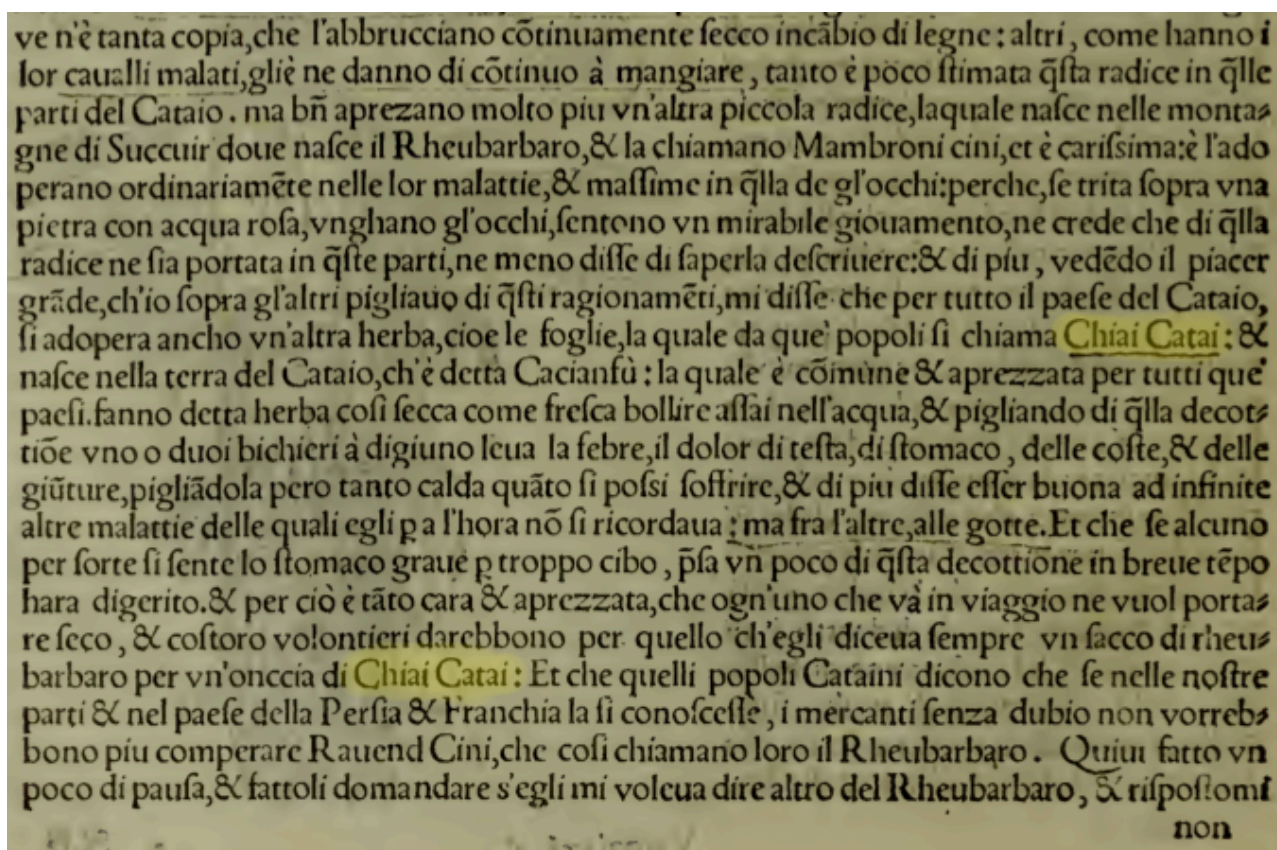 ve n'è tanta copia,che l'abbrucciano cõtinuamente ſecco incãbio di legne: altri, come hanno i
lor caualli malati,gliè ne danno di cõtinuo à mangiare, tanto è poco ſtimata q̃ſta radice in q̃lle
parti del Cataio. ma bñ aprezano molto piu vn'altra piccola radice,laquale naſce nelle monta⸗
gne di Succuir doue naſce il Rheubarbaro,& la chiamano Mambroni cini,et è cariſsima:è l'ado
perano ordinariamẽte nelle lor malattie,& maſſime in q̃lla de gl'occhi:perche,ſe trita ſopra vna
pietra con acqua roſa,vnghano gl'occhi,ſentono vn mirabile giouamento,ne crede che di q̃lla
radice ne ſia portata in q̃ſte parti,ne meno diſſe di ſaperla deſcriuere:& di piu, vedẽdo il piacer
grãde,ch'io ſopra gl'altri pigliauo di q̃ſti ragionamẽti,mi diſſe che per tutto il paeſe del Cataio,
ſi adopera ancho vn'altra herba,cioe le foglie,la quale da que' popoli ſi chiama Chiai Catai: &
naſce nella terra del Cataio,ch'è detta Cacianfù: la quale è cõmune & aprezzata per tutti que'
paeſi.fanno detta herba coſi ſecca come freſca bollire aſſai nell'acqua,& pigliando di q̃lla decot⸗
tiõe vno o duoi bichieri à digiuno leua la febre,il dolor di teſta,di ſtomaco, delle coſte,& delle
giũture,pigliãdola pero tanto calda quãto ſi poſsi ſoffrire,& di piu diſſe eſſer buona ad infinite
altre malattie delle quali egli ꝑ a l'hora nõ ſi ricordaua: ma fra l'altre,alle gotte.Et che ſe alcuno
per ſorte ſi ſente lo ſtomaco graue ꝑ troppo cibo, p̃ſa vn poco di q̃ſta decottione in breue tẽpo
hara digerito.& per ciò è tãto cara & aprezzata,che ogn'uno che và in viaggio ne vuol porta⸗
re ſeco, & coſtoro volontieri darebbono per quello ch'egli diceua ſempre vn ſacco di rheu⸗
barbaro per vn'onccia di Chiai Catai: Et che quelli popoli Cataini dicono che ſe nelle noſtre
parti & nel paeſe della Perſia & Franchia la ſi conoſceſſe, i mercanti ſenza dubio non vorreb⸗
bono piu comperare Rauend Cini,che coſi chiamano loro il Rheubarbaro. Quiui fatto vn
poco di pauſa,& fattoli domandare s'egli mi voleua dire altro del Rheubarbaro, & riſpoſtomi
non